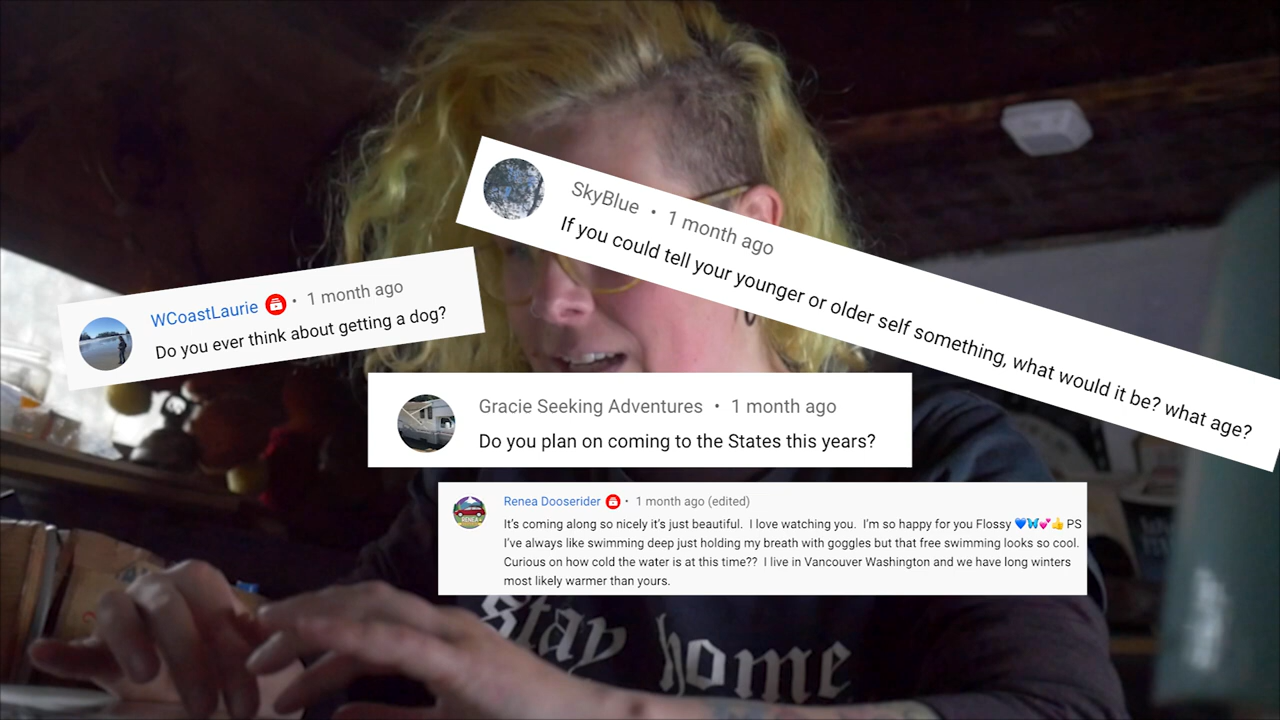 SkyBlue • 1 month ago
If you could tell your younger or older self something, what would it be? what age?
WCoastLaurie • 1 month ago
Do you ever think about getting a dog?
Gracie Seeking Adventures • 1 month ago
Do you plan on coming to the States this years?
Renea Dooserider • 1 month ago (edited)
It's coming along so nicely it's just beautiful. I love watching you. I'm so happy for you Flossy 💙🦋💕👍 PS
I've always like swimming deep just holding my breath with goggles but that free swimming looks so cool.
Curious on how cold the water is at this time?? I live in Vancouver Washington and we have long winters
most likely warmer than yours.
stay home